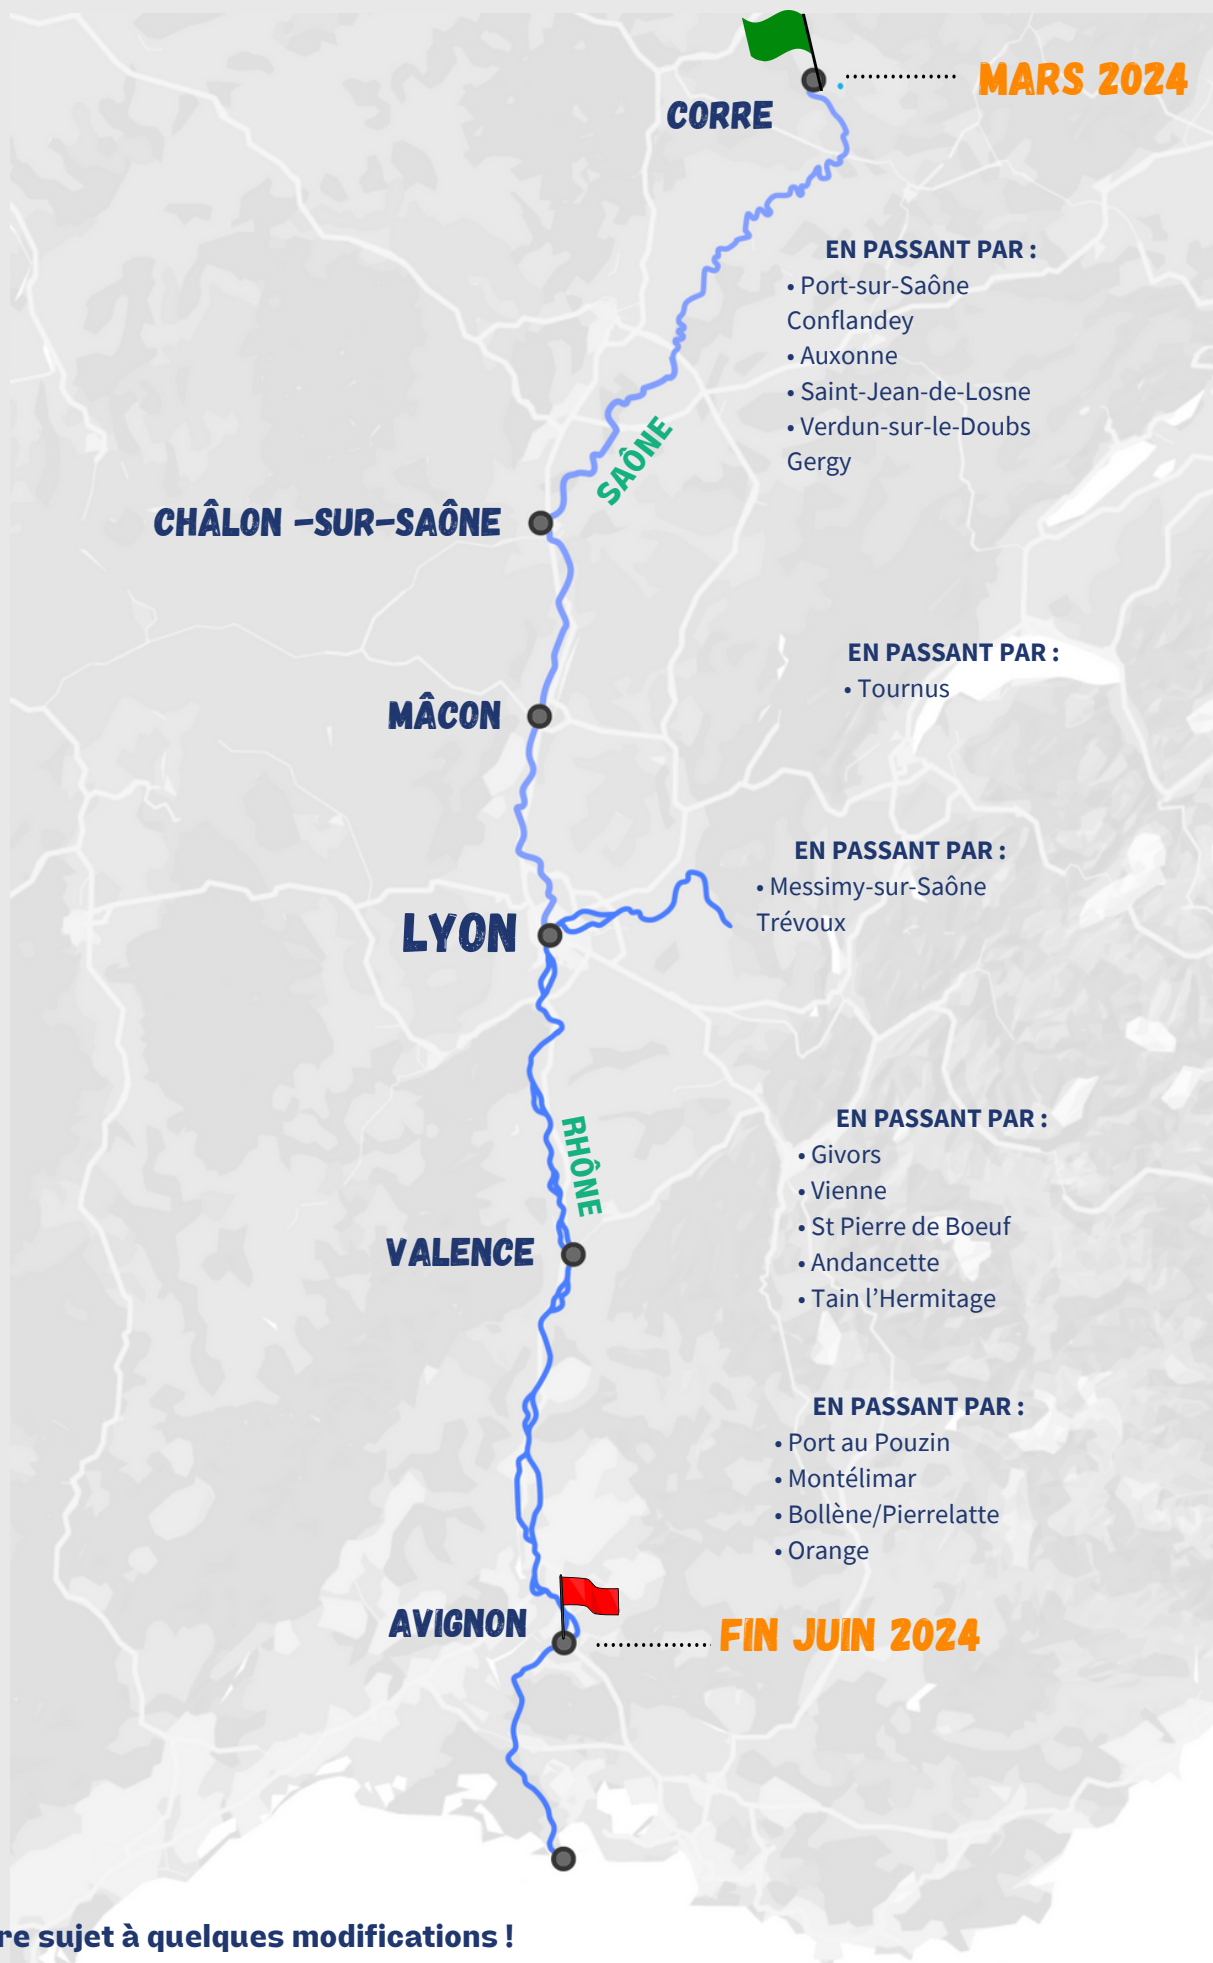 MARS 2024
CORRE
EN PASSANT PAR :
• Port-sur-Saône
Conflandey
• Auxonne
• Saint-Jean-de-Losne
• Verdun-sur-le-Doubs
Gergy
SAÔNE
CHÂLON -SUR-SAÔNE
EN PASSANT PAR :
• Tournus
MÂCON
EN PASSANT PAR :
• Messimy-sur-Saône
Trévoux
LYON
EN PASSANT PAR :
• Givors
• Vienne
• St Pierre de Boeuf
• Andancette
• Tain l’Hermitage
RHÔNE
VALENCE
EN PASSANT PAR :
• Port au Pouzin
• Montélimar
• Bollène/Pierrelatte
• Orange
AVIGNON
FIN JUIN 2024
re sujet à quelques modifications !